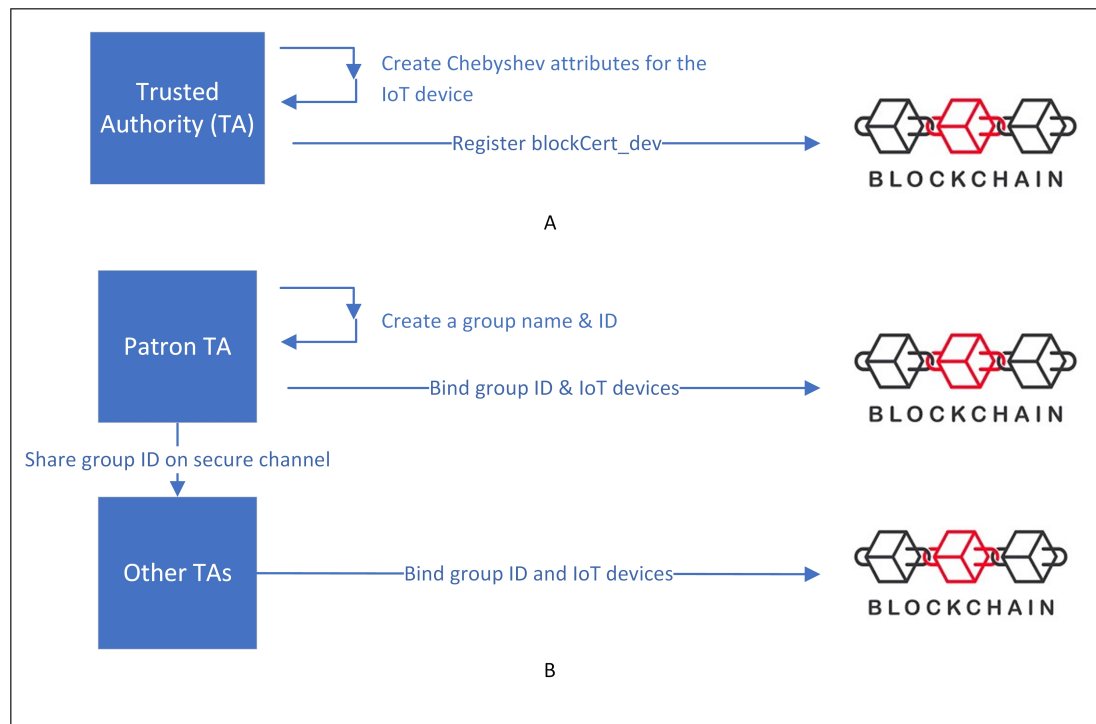 Trusted
Authority (TA)
Create Chebyshev attributes for the
IoT device
Register blockCert_dev
BLOCKCHAIN
A
Patron TA
Create a group name & ID
Bind group ID & IoT devices
BLOCKCHAIN
Share group ID on secure channel
Other TAs
Bind group ID and IoT devices
BLOCKCHAIN
B